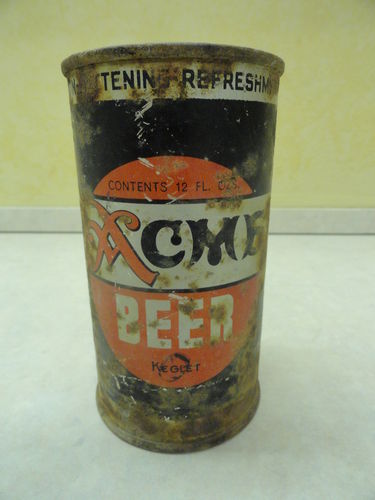 TENING REFRESHM
CONTENTS 12 FL. OZS.
ACME
BEER
KEGLET